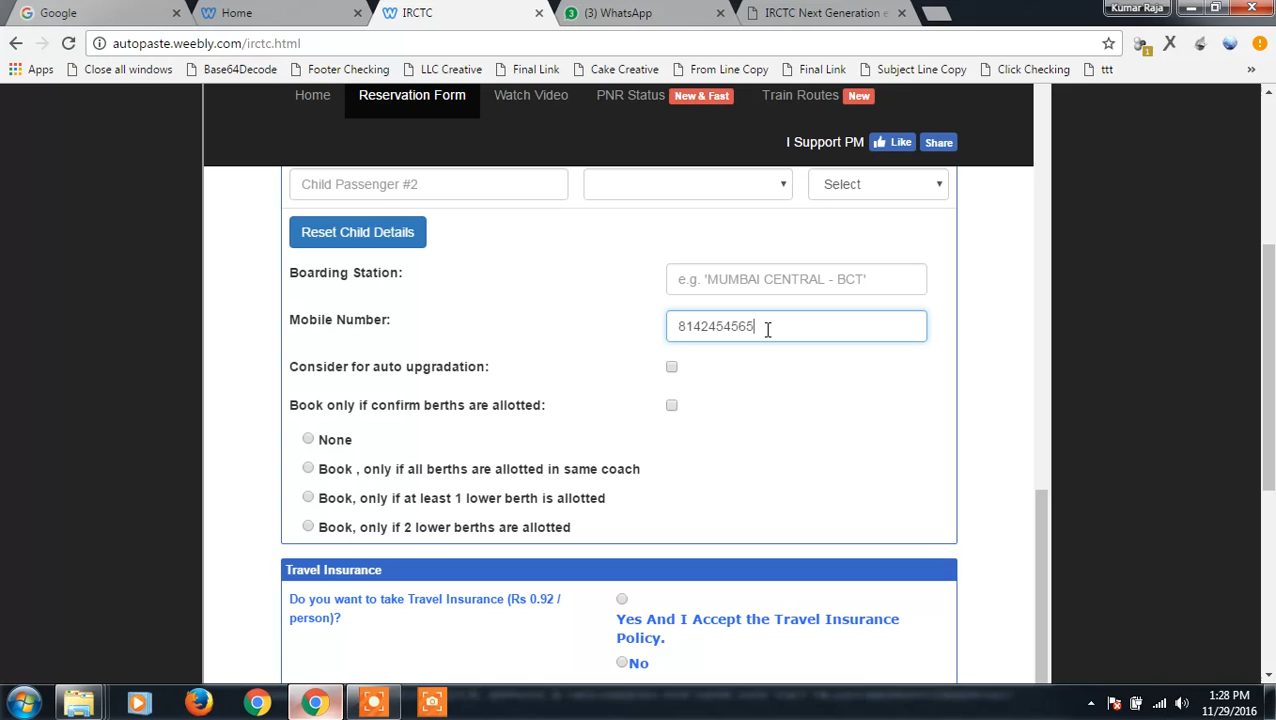 Google
Home
IRCTC
(3) WhatsApp
IRCTC Next Generation e
Kumar Raja
autopaste.weebly.com/irctc.html
Apps
Close all windows
Base64Decode
Footer Checking
LLC Creative
Final Link
Cake Creative
From Line Copy
Final Link
Subject Line Copy
Click Checking
ttt
»
Home
Reservation Form
Watch Video
PNR Status New & Fast
Train Routes New
I Support PM Like Share
Child Passenger #2
Select
Reset Child Details
Boarding Station:
e.g. 'MUMBAI CENTRAL - BCT'
Mobile Number:
8142454565
Consider for auto upgradation:
Book only if confirm berths are allotted:
None
Book , only if all berths are allotted in same coach
Book, only if at least 1 lower berth is allotted
Book, only if 2 lower berths are allotted
Travel Insurance
Do you want to take Travel Insurance (Rs 0.92 /
person)?
Yes And I Accept the Travel Insurance
Policy.
No
1:28 PM
11/29/2016